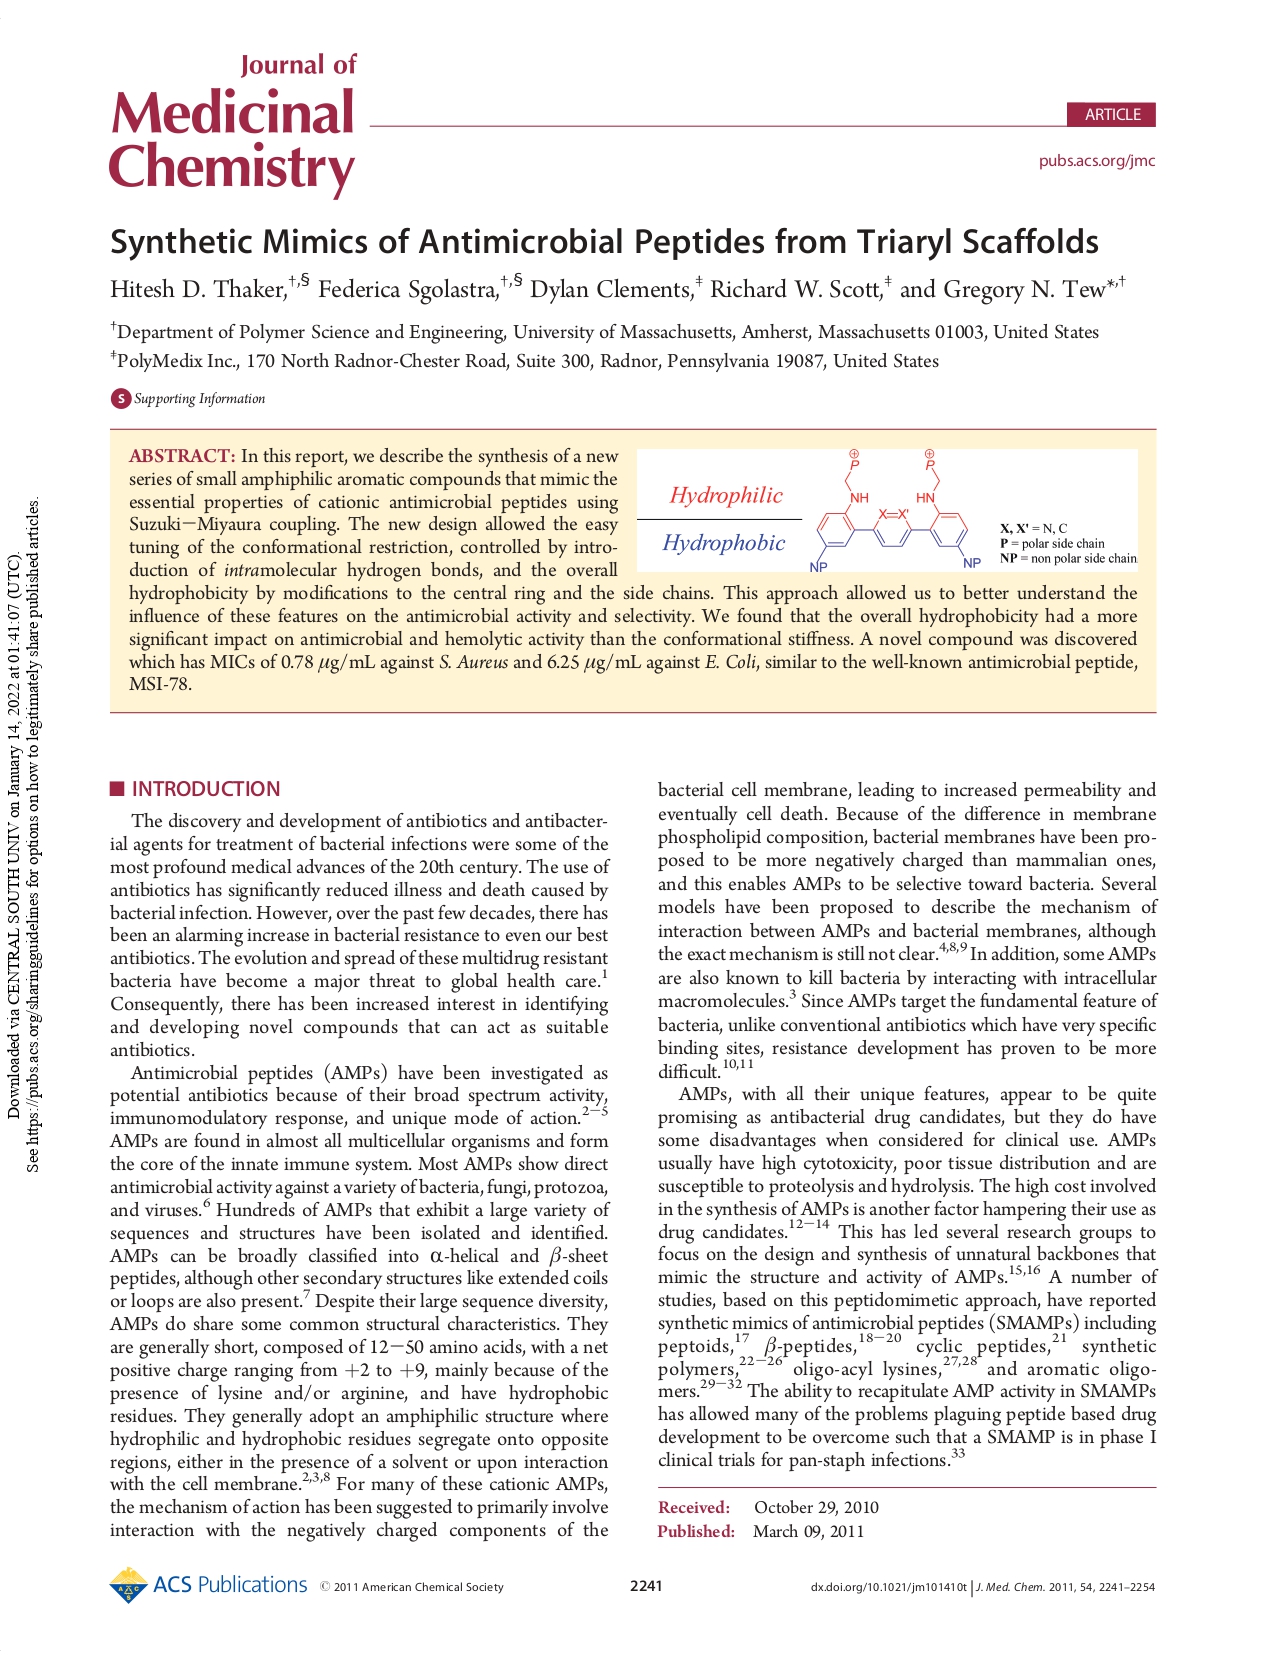 Journal of
Medicinal
Chemistry
ARTICLE
pubs.acs.org/jmc
Synthetic Mimics of Antimicrobial Peptides from Triaryl Scaffolds
Hitesh D. Thaker,†,§ Federica Sgolastra,†,§ Dylan Clements,‡ Richard W. Scott,‡ and Gregory N. Tew*,†
†Department of Polymer Science and Engineering, University of Massachusetts, Amherst, Massachusetts 01003, United States
‡PolyMedix Inc., 170 North Radnor-Chester Road, Suite 300, Radnor, Pennsylvania 19087, United States
S Supporting Information
ABSTRACT: In this report, we describe the synthesis of a new
series of small amphiphilic aromatic compounds that mimic the
essential properties of cationic antimicrobial peptides using
Suzuki−Miyaura coupling. The new design allowed the easy
tuning of the conformational restriction, controlled by intro-
duction of intramolecular hydrogen bonds, and the overall
hydrophobicity by modifications to the central ring and the side chains. This approach allowed us to better understand the
influence of these features on the antimicrobial activity and selectivity. We found that the overall hydrophobicity had a more
significant impact on antimicrobial and hemolytic activity than the conformational stiffness. A novel compound was discovered
which has MICs of 0.78 μg/mL against S. Aureus and 6.25 μg/mL against E. Coli, similar to the well-known antimicrobial peptide,
MSI-78.
Hydrophilic
Hydrophobic
⊕ ⊕
P P
NH HN
X=X'
NP NP
X, X' = N, C
P = polar side chain
NP = non polar side chain
■ INTRODUCTION
The discovery and development of antibiotics and antibacter-
ial agents for treatment of bacterial infections were some of the
most profound medical advances of the 20th century. The use of
antibiotics has significantly reduced illness and death caused by
bacterial infection. However, over the past few decades, there has
been an alarming increase in bacterial resistance to even our best
antibiotics. The evolution and spread of these multidrug resistant
bacteria have become a major threat to global health care.1
Consequently, there has been increased interest in identifying
and developing novel compounds that can act as suitable
antibiotics.
Antimicrobial peptides (AMPs) have been investigated as
potential antibiotics because of their broad spectrum activity,
immunomodulatory response, and unique mode of action.2−5
AMPs are found in almost all multicellular organisms and form
the core of the innate immune system. Most AMPs show direct
antimicrobial activity against a variety of bacteria, fungi, protozoa,
and viruses.6 Hundreds of AMPs that exhibit a large variety of
sequences and structures have been isolated and identified.
AMPs can be broadly classified into α-helical and β-sheet
peptides, although other secondary structures like extended coils
or loops are also present.7 Despite their large sequence diversity,
AMPs do share some common structural characteristics. They
are generally short, composed of 12−50 amino acids, with a net
positive charge ranging from +2 to +9, mainly because of the
presence of lysine and/or arginine, and have hydrophobic
residues. They generally adopt an amphiphilic structure where
hydrophilic and hydrophobic residues segregate onto opposite
regions, either in the presence of a solvent or upon interaction
with the cell membrane.2,3,8 For many of these cationic AMPs,
the mechanism of action has been suggested to primarily involve
interaction with the negatively charged components of the
bacterial cell membrane, leading to increased permeability and
eventually cell death. Because of the difference in membrane
phospholipid composition, bacterial membranes have been pro-
posed to be more negatively charged than mammalian ones,
and this enables AMPs to be selective toward bacteria. Several
models have been proposed to describe the mechanism of
interaction between AMPs and bacterial membranes, although
the exact mechanism is still not clear.4,8,9 In addition, some AMPs
are also known to kill bacteria by interacting with intracellular
macromolecules.3 Since AMPs target the fundamental feature of
bacteria, unlike conventional antibiotics which have very specific
binding sites, resistance development has proven to be more
difficult.10,11
AMPs, with all their unique features, appear to be quite
promising as antibacterial drug candidates, but they do have
some disadvantages when considered for clinical use. AMPs
usually have high cytotoxicity, poor tissue distribution and are
susceptible to proteolysis and hydrolysis. The high cost involved
in the synthesis of AMPs is another factor hampering their use as
drug candidates.12−14 This has led several research groups to
focus on the design and synthesis of unnatural backbones that
mimic the structure and activity of AMPs.15,16 A number of
studies, based on this peptidomimetic approach, have reported
synthetic mimics of antimicrobial peptides (SMAMPs) including
peptoids,17 β-peptides,18−20 cyclic peptides,21 synthetic
polymers,22−26 oligo-acyl lysines,27,28 and aromatic oligo-
mers.29−32 The ability to recapitulate AMP activity in SMAMPs
has allowed many of the problems plaguing peptide based drug
development to be overcome such that a SMAMP is in phase I
clinical trials for pan-staph infections.33
Received: October 29, 2010
Published: March 09, 2011
ACS Publications © 2011 American Chemical Society
2241
dx.doi.org/10.1021/jm101410t | J. Med. Chem. 2011, 54, 2241–2254
Downloaded via CENTRAL SOUTH UNIV on January 14, 2022 at 01:41:07 (UTC).
See https://pubs.acs.org/sharingguidelines for options on how to legitimately share published articles.